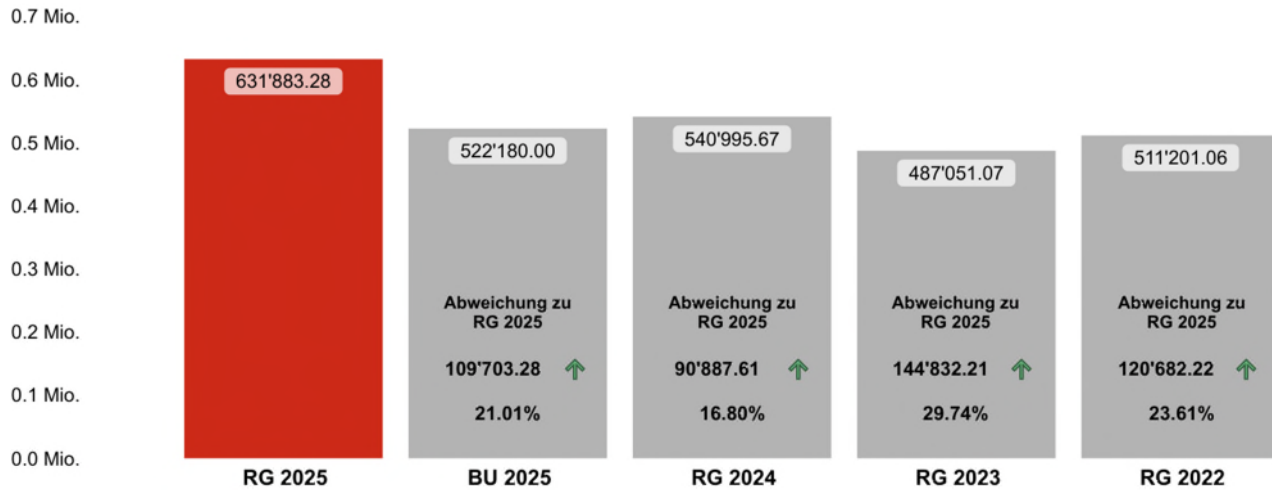 0.7 Mio.
0.6 Mio.
0.5 Mio.
0.4 Mio.
0.3 Mio.
0.2 Mio.
0.1 Mio.
0.0 Mio.
631'883.28
RG 2025
522'180.00
Abweichung zu
RG 2025
109'703.28
21.01%
BU 2025
540'995.67
Abweichung zu
RG 2025
90'887.61
16.80%
RG 2024
487'051.07
Abweichung zu
RG 2025
144'832.21
29.74%
RG 2023
511'201.06
Abweichung zu
RG 2025
120'682.22
23.61%
RG 2022